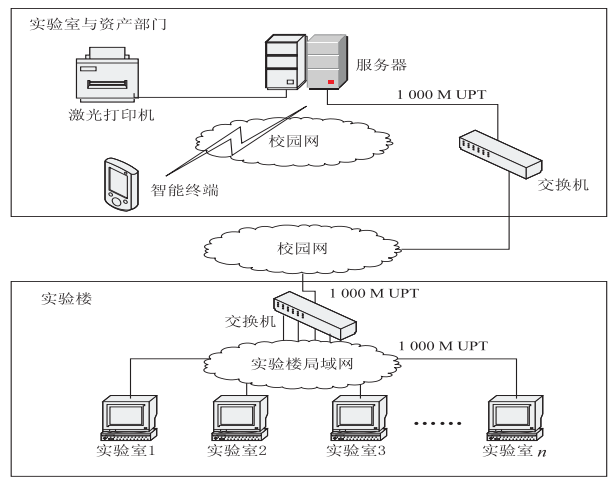 实验室与资产部门
服务器
1 000 M UPT
激光打印机
校园网
智能终端
交换机
校园网
实验楼
1 000 M UPT
交换机
1 000 M UPT
实验楼局域网
实验室1
实验室2
实验室3
······
实验室 n